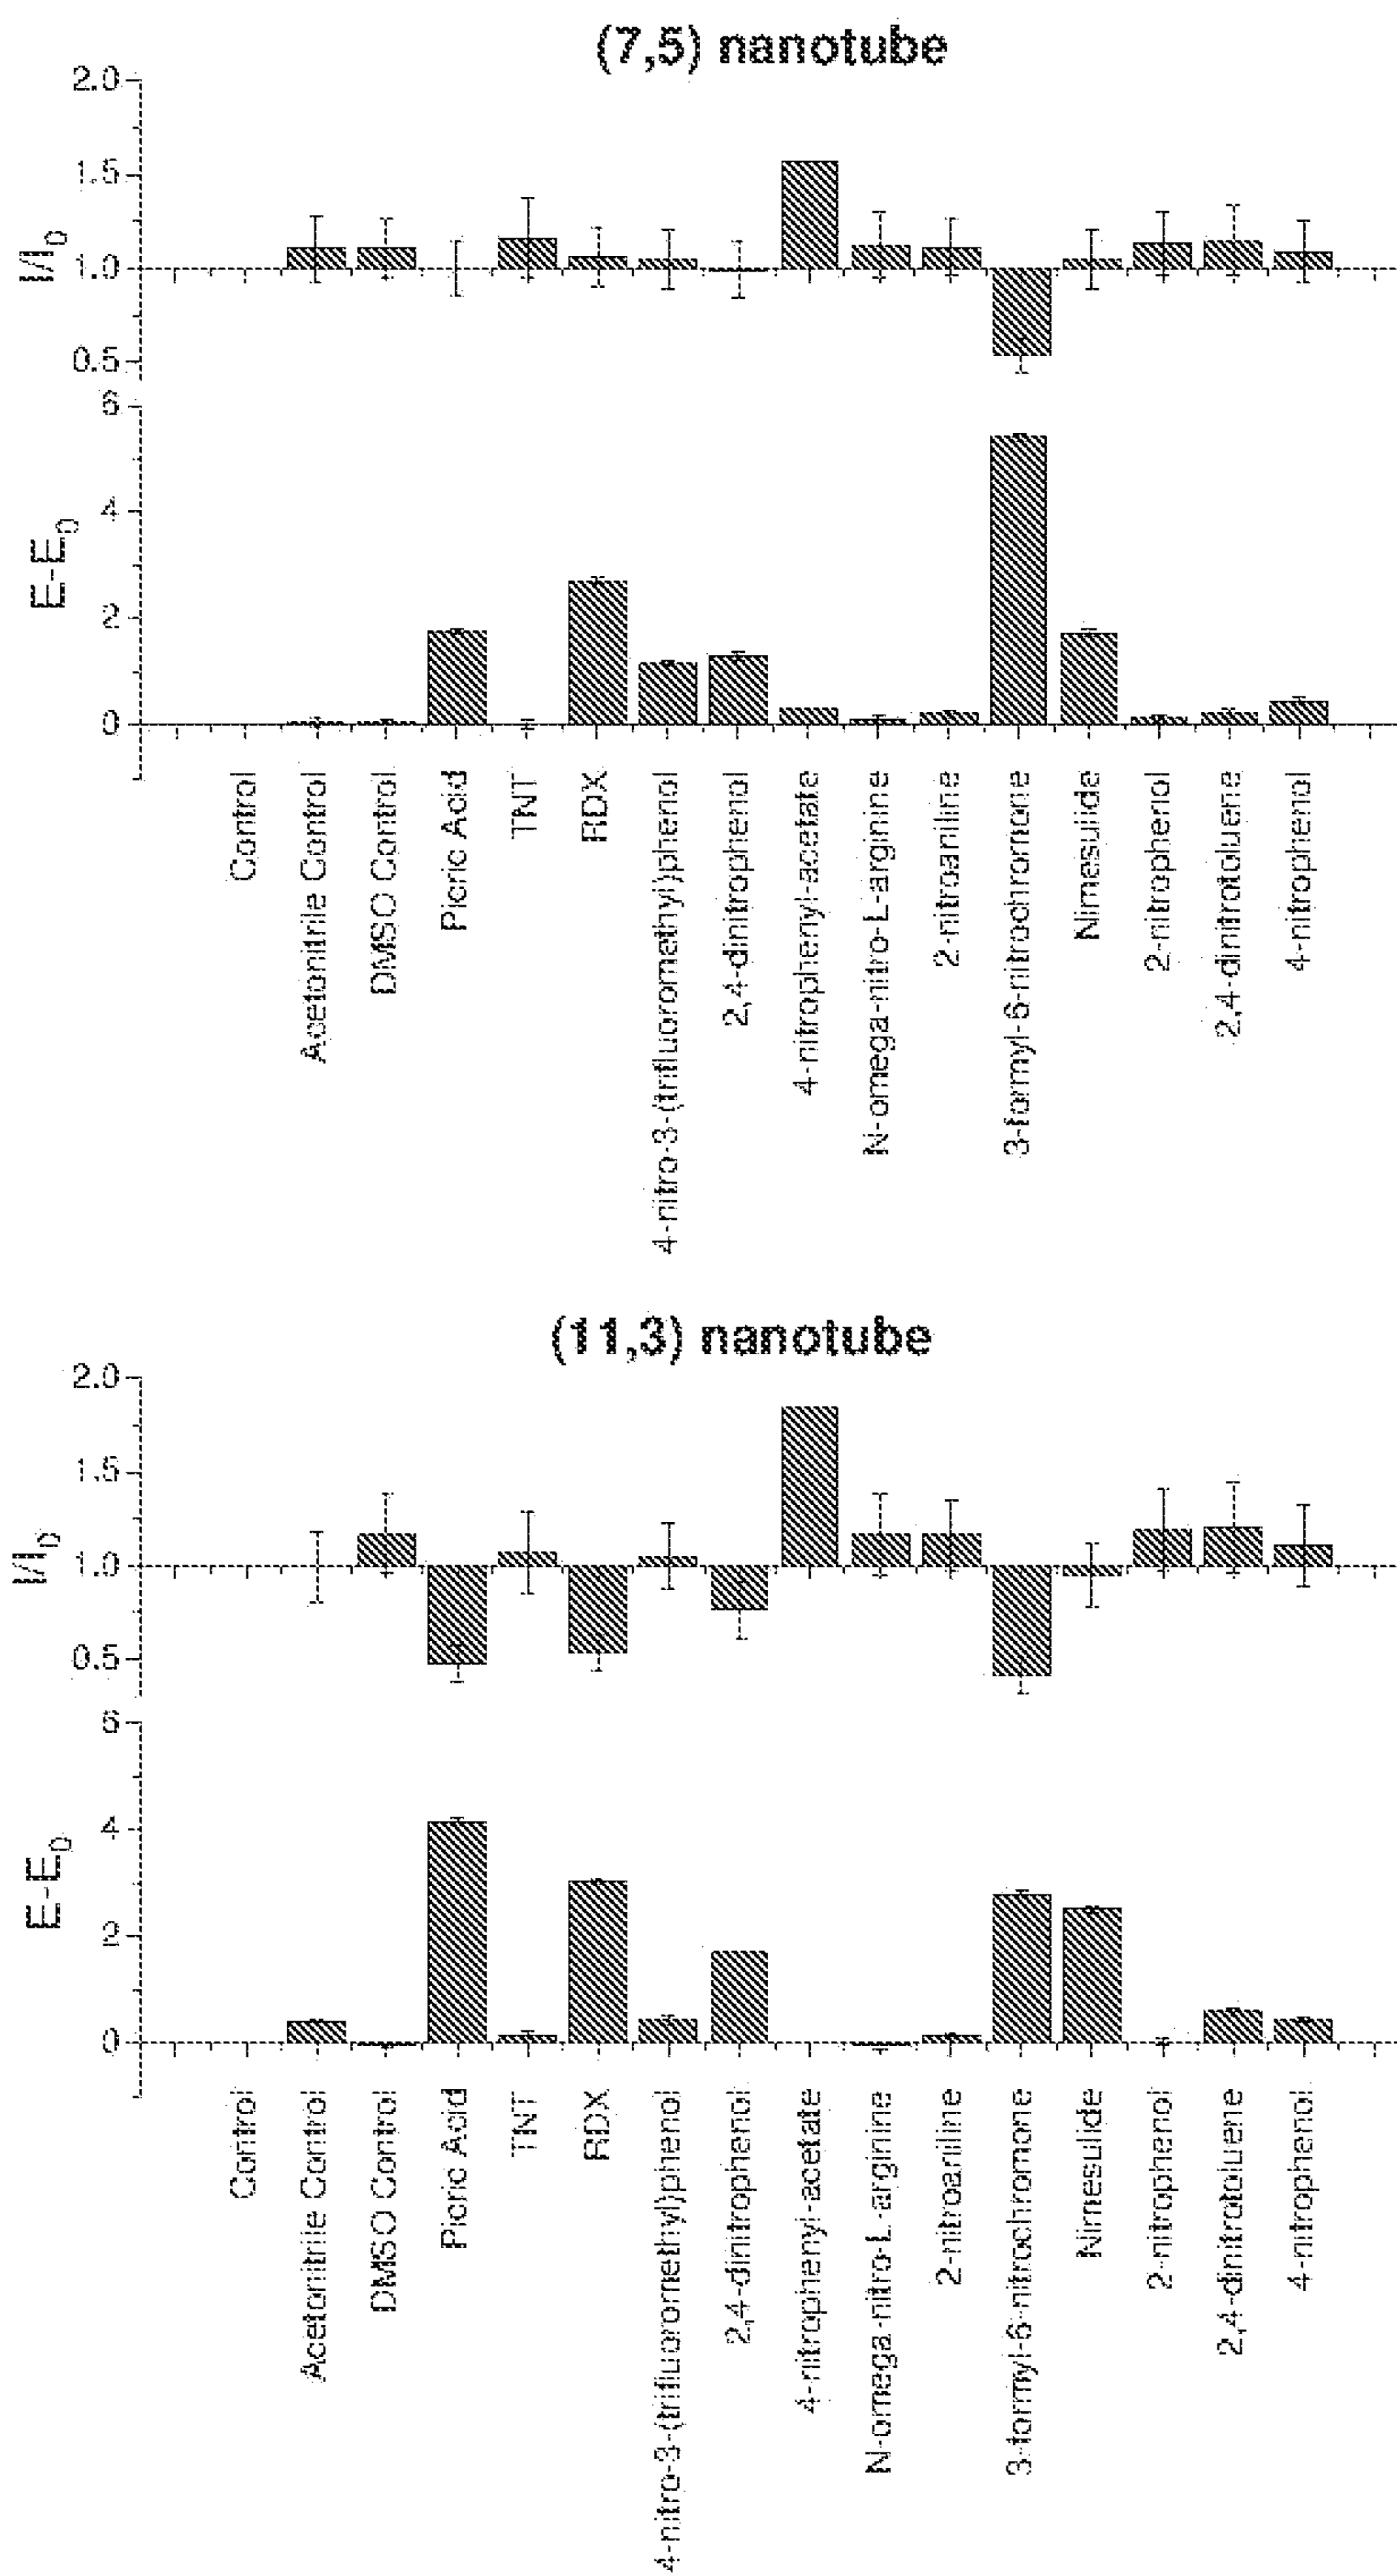 (7,5) nanotube
2.0
1.5
1.0
0.5
I/I0
6
4
2
0
E-E0
Control
Acetonitrile Control
DMSO Control
Picric Acid
TNT
RDX
4-nitro-3-(trifluoromethyl)phenol
2,4-dinitrophenol
4-nitrophenyl-acetate
N-omega-nitro-L-arginine
2-nitroaniline
3-formyl-6-nitrochromone
Nimesulide
2-nitrophenol
2,4-dinitrotoluene
4-nitrophenol
(11,3) nanotube
2.0
1.5
1.0
0.5
I/I0
6
4
2
0
E-E0
Control
Acetonitrile Control
DMSO Control
Picric Acid
TNT
RDX
4-nitro-3-(trifluoromethyl)phenol
2,4-dinitrophenol
4-nitrophenyl-acetate
N-omega-nitro-L-arginine
2-nitroaniline
3-formyl-6-nitrochromone
Nimesulide
2-nitrophenol
2,4-dinitrotoluene
4-nitrophenol